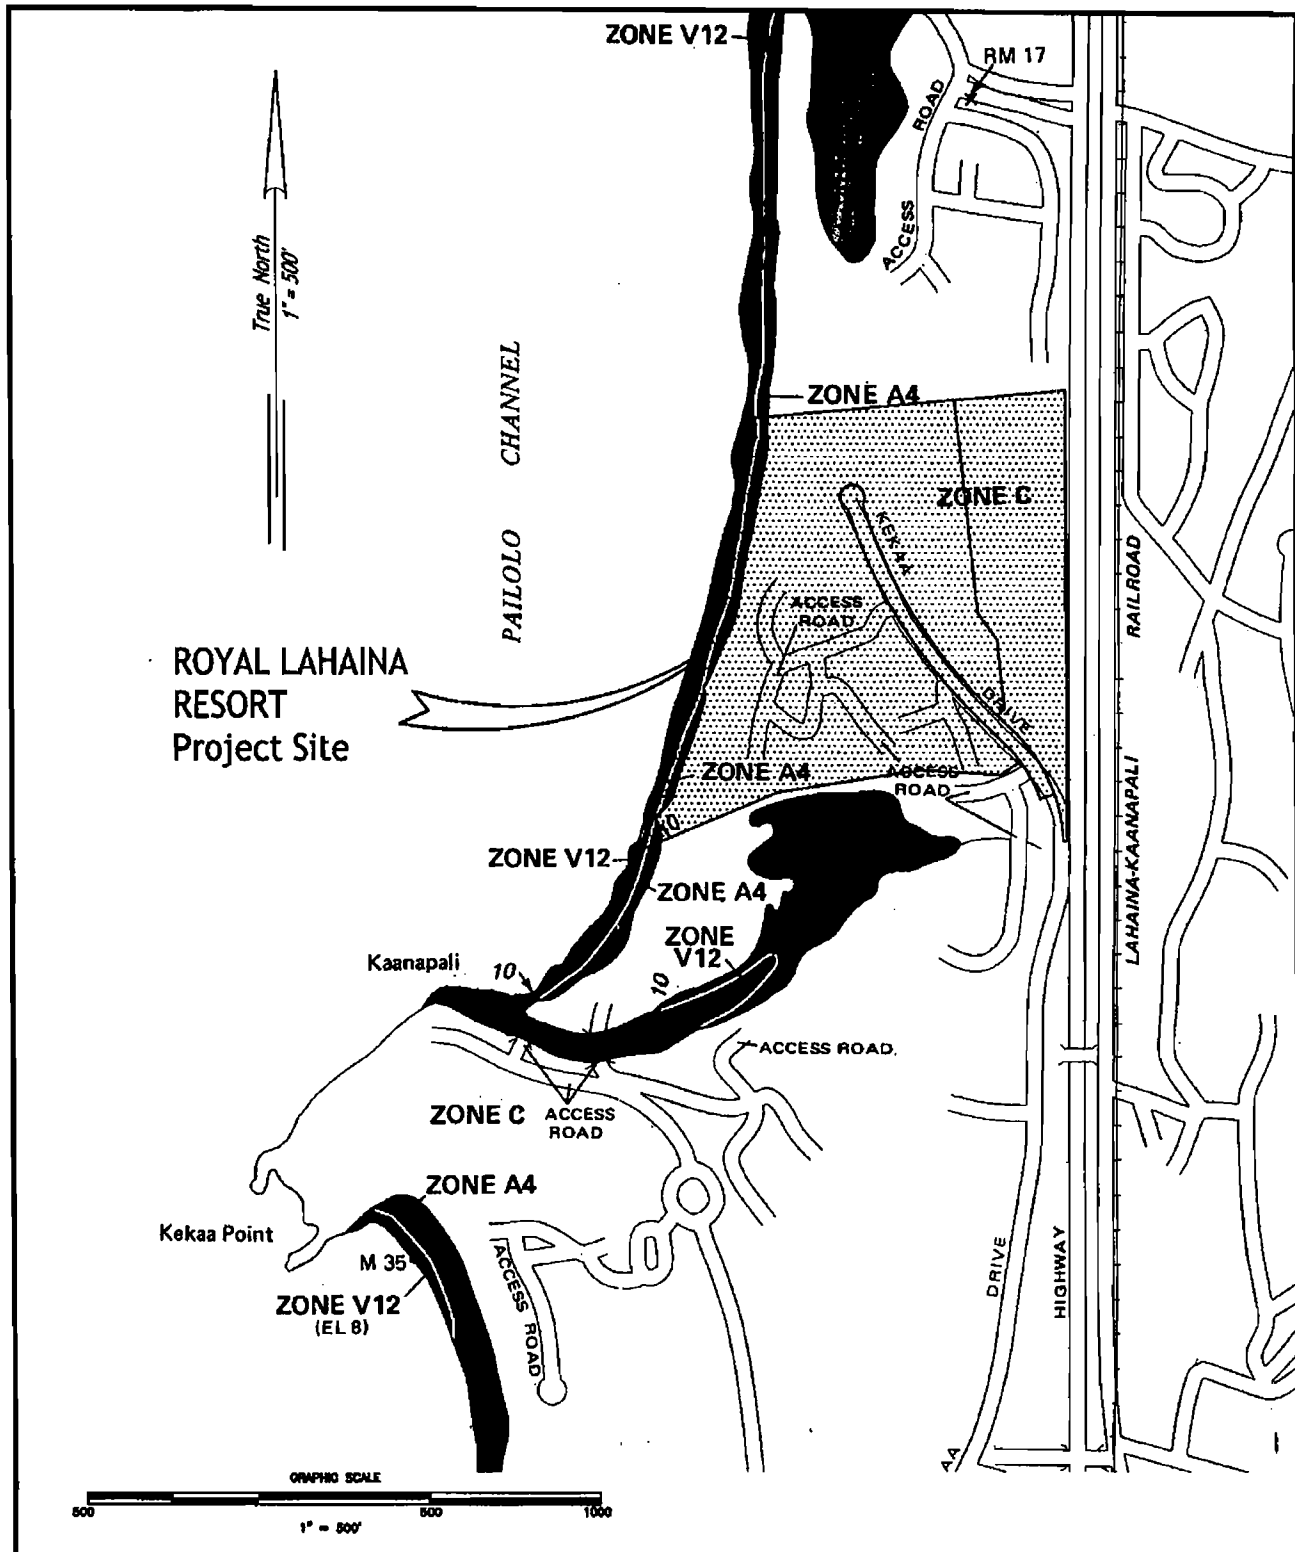 ZONE V12
RM 17
ROAD
ACCESS
True North
1" = 500'
PAILOLO CHANNEL
ZONE A4
ZONE C
KEKAA
RAILROAD
ACCESS
ROAD
ROYAL LAHAINA
RESORT
Project Site
DRIVE
ZONE A4
ACCESS
ROAD
10
ZONE V12
ZONE A4
LAHAINA-KAANAPALI
ZONE
V12
Kaanapali
10
10
ACCESS ROAD
ZONE C
ACCESS
ROAD
ZONE A4
Kekaa Point
M 35
ZONE V12
(EL 8)
ACCESS ROAD
DRIVE
HIGHWAY
AA
GRAPHIC SCALE
500
500
1000
1" = 500'